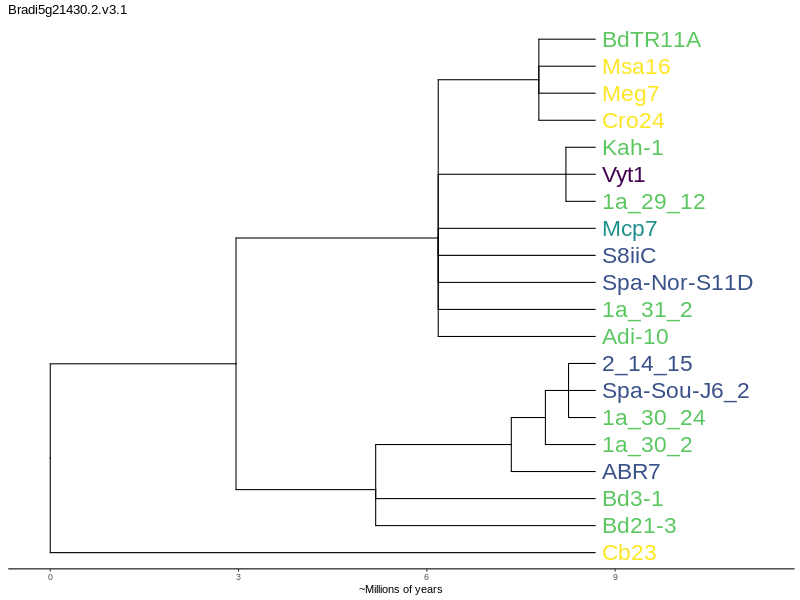 Bradi5g21430.2.v3.1
BdTR11A
Msa16
Meg7
Cro24
Kah-1
Vyt1
1a_29_12
Mcp7
S8iiC
Spa-Nor-S11D
1a_31_2
Adi-10
2_14_15
Spa-Sou-J6_2
1a_30_24
1a_30_2
ABR7
Bd3-1
Bd21-3
Cb23
0 3 6 9
~Millions of years